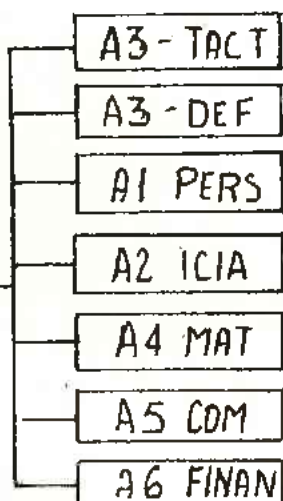 A3-TACT
A3-DEF
A1 PERS
A2 ICIA
A4 MAT
A5 COM
A6 FINAN